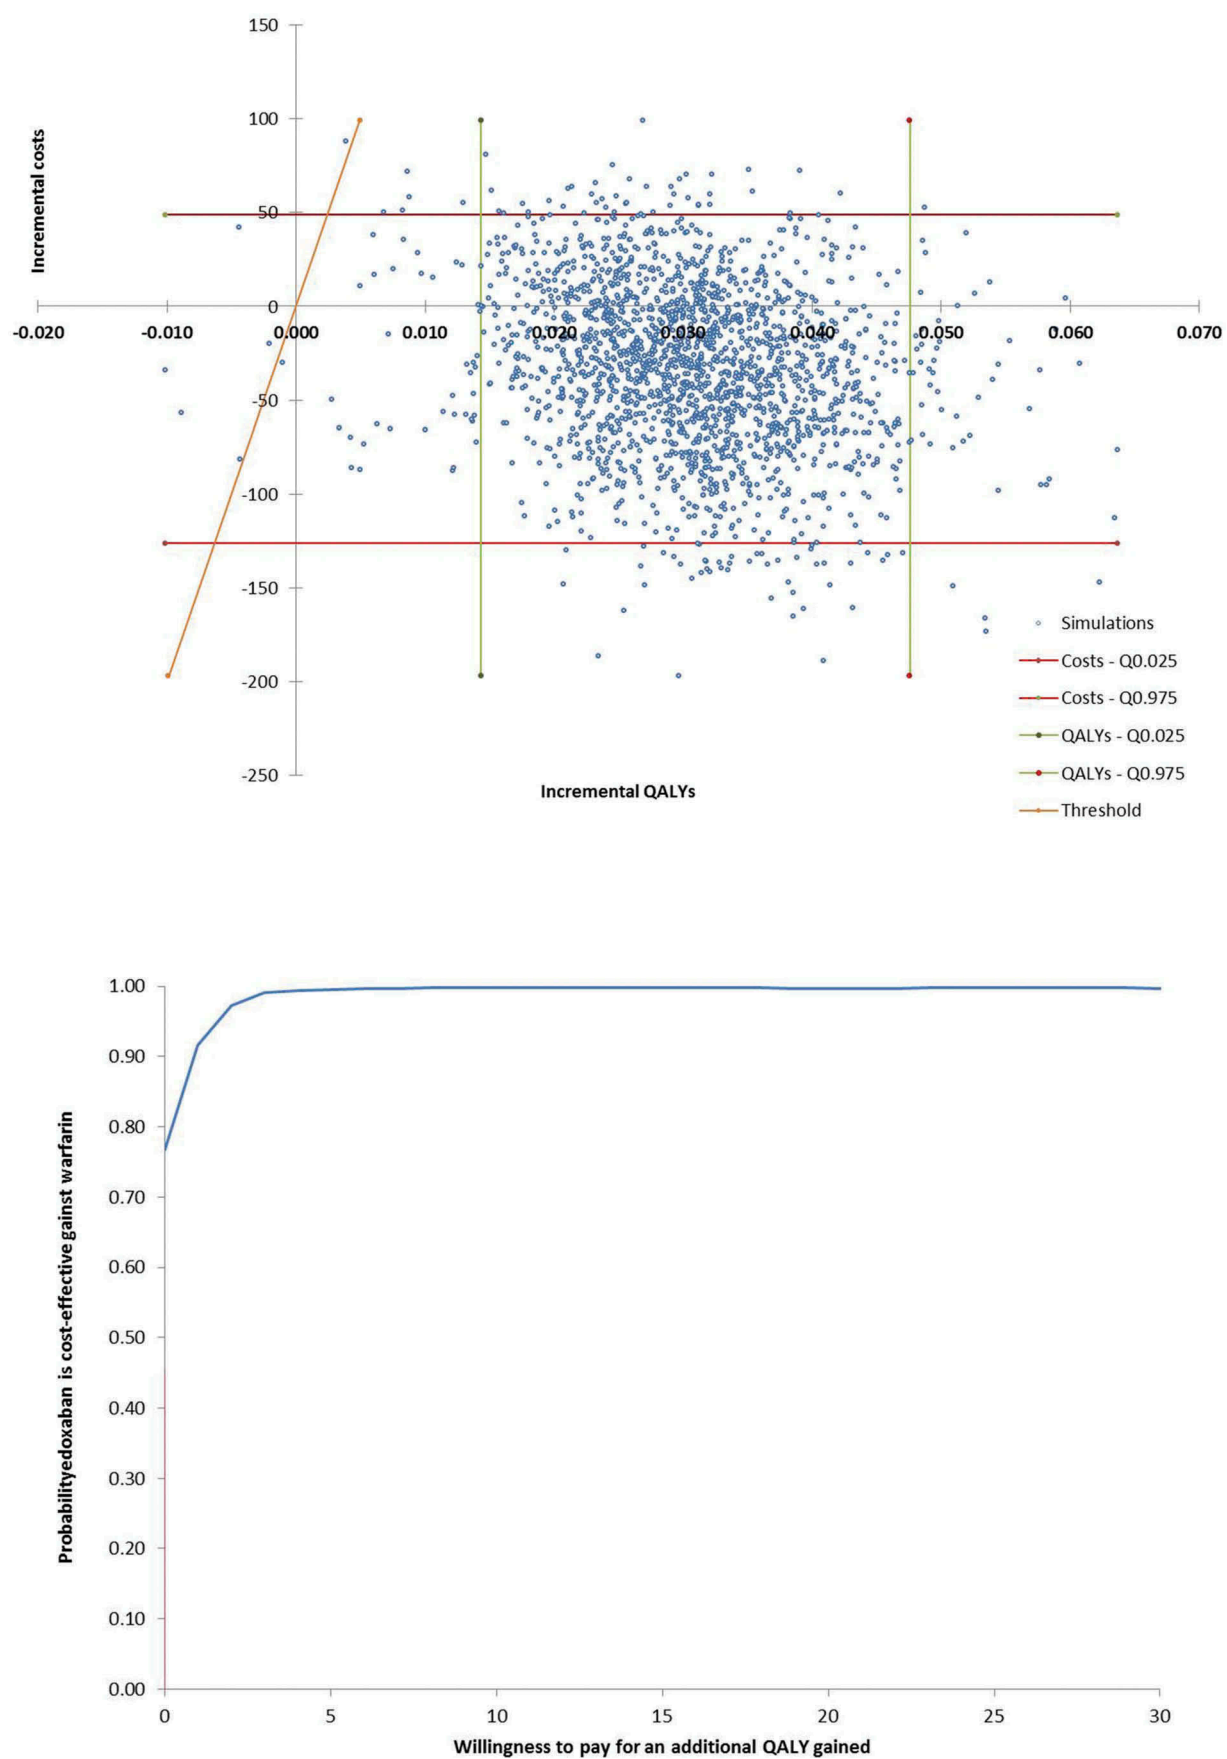 150
100
50
0
-0.020 -0.010 0.000 0.010 0.020 0.030 0.040 0.050 0.060 0.070
-50
-100
-150
-200
-250
Incremental costs
Incremental QALYs
Simulations
Costs - Q0.025
Costs - Q0.975
QALYs - Q0.025
QALYs - Q0.975
Threshold
1.00
0.90
0.80
0.70
0.60
0.50
0.40
0.30
0.20
0.10
0.00
Probabilityedoxaban is cost-effective gainst warfarin
0 5 10 15 20 25 30
Willingness to pay for an additional QALY gained